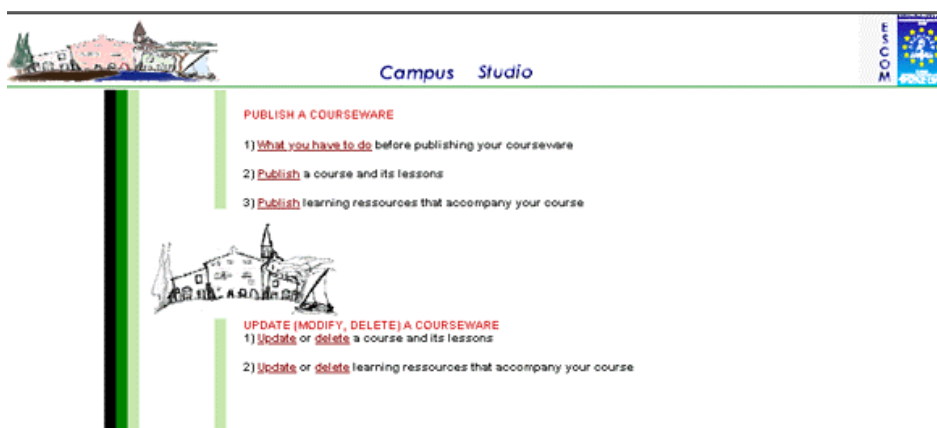 Campus Studio
ESCOM
PUBLISH A COURSEWARE
1) What you have to do before publishing your courseware
2) Publish a course and its lessons
3) Publish learning ressources that accompany your course
UPDATE (MODIFY, DELETE) A COURSEWARE
1) Update or delete a course and its lessons
2) Update or delete learning ressources that accompany your course